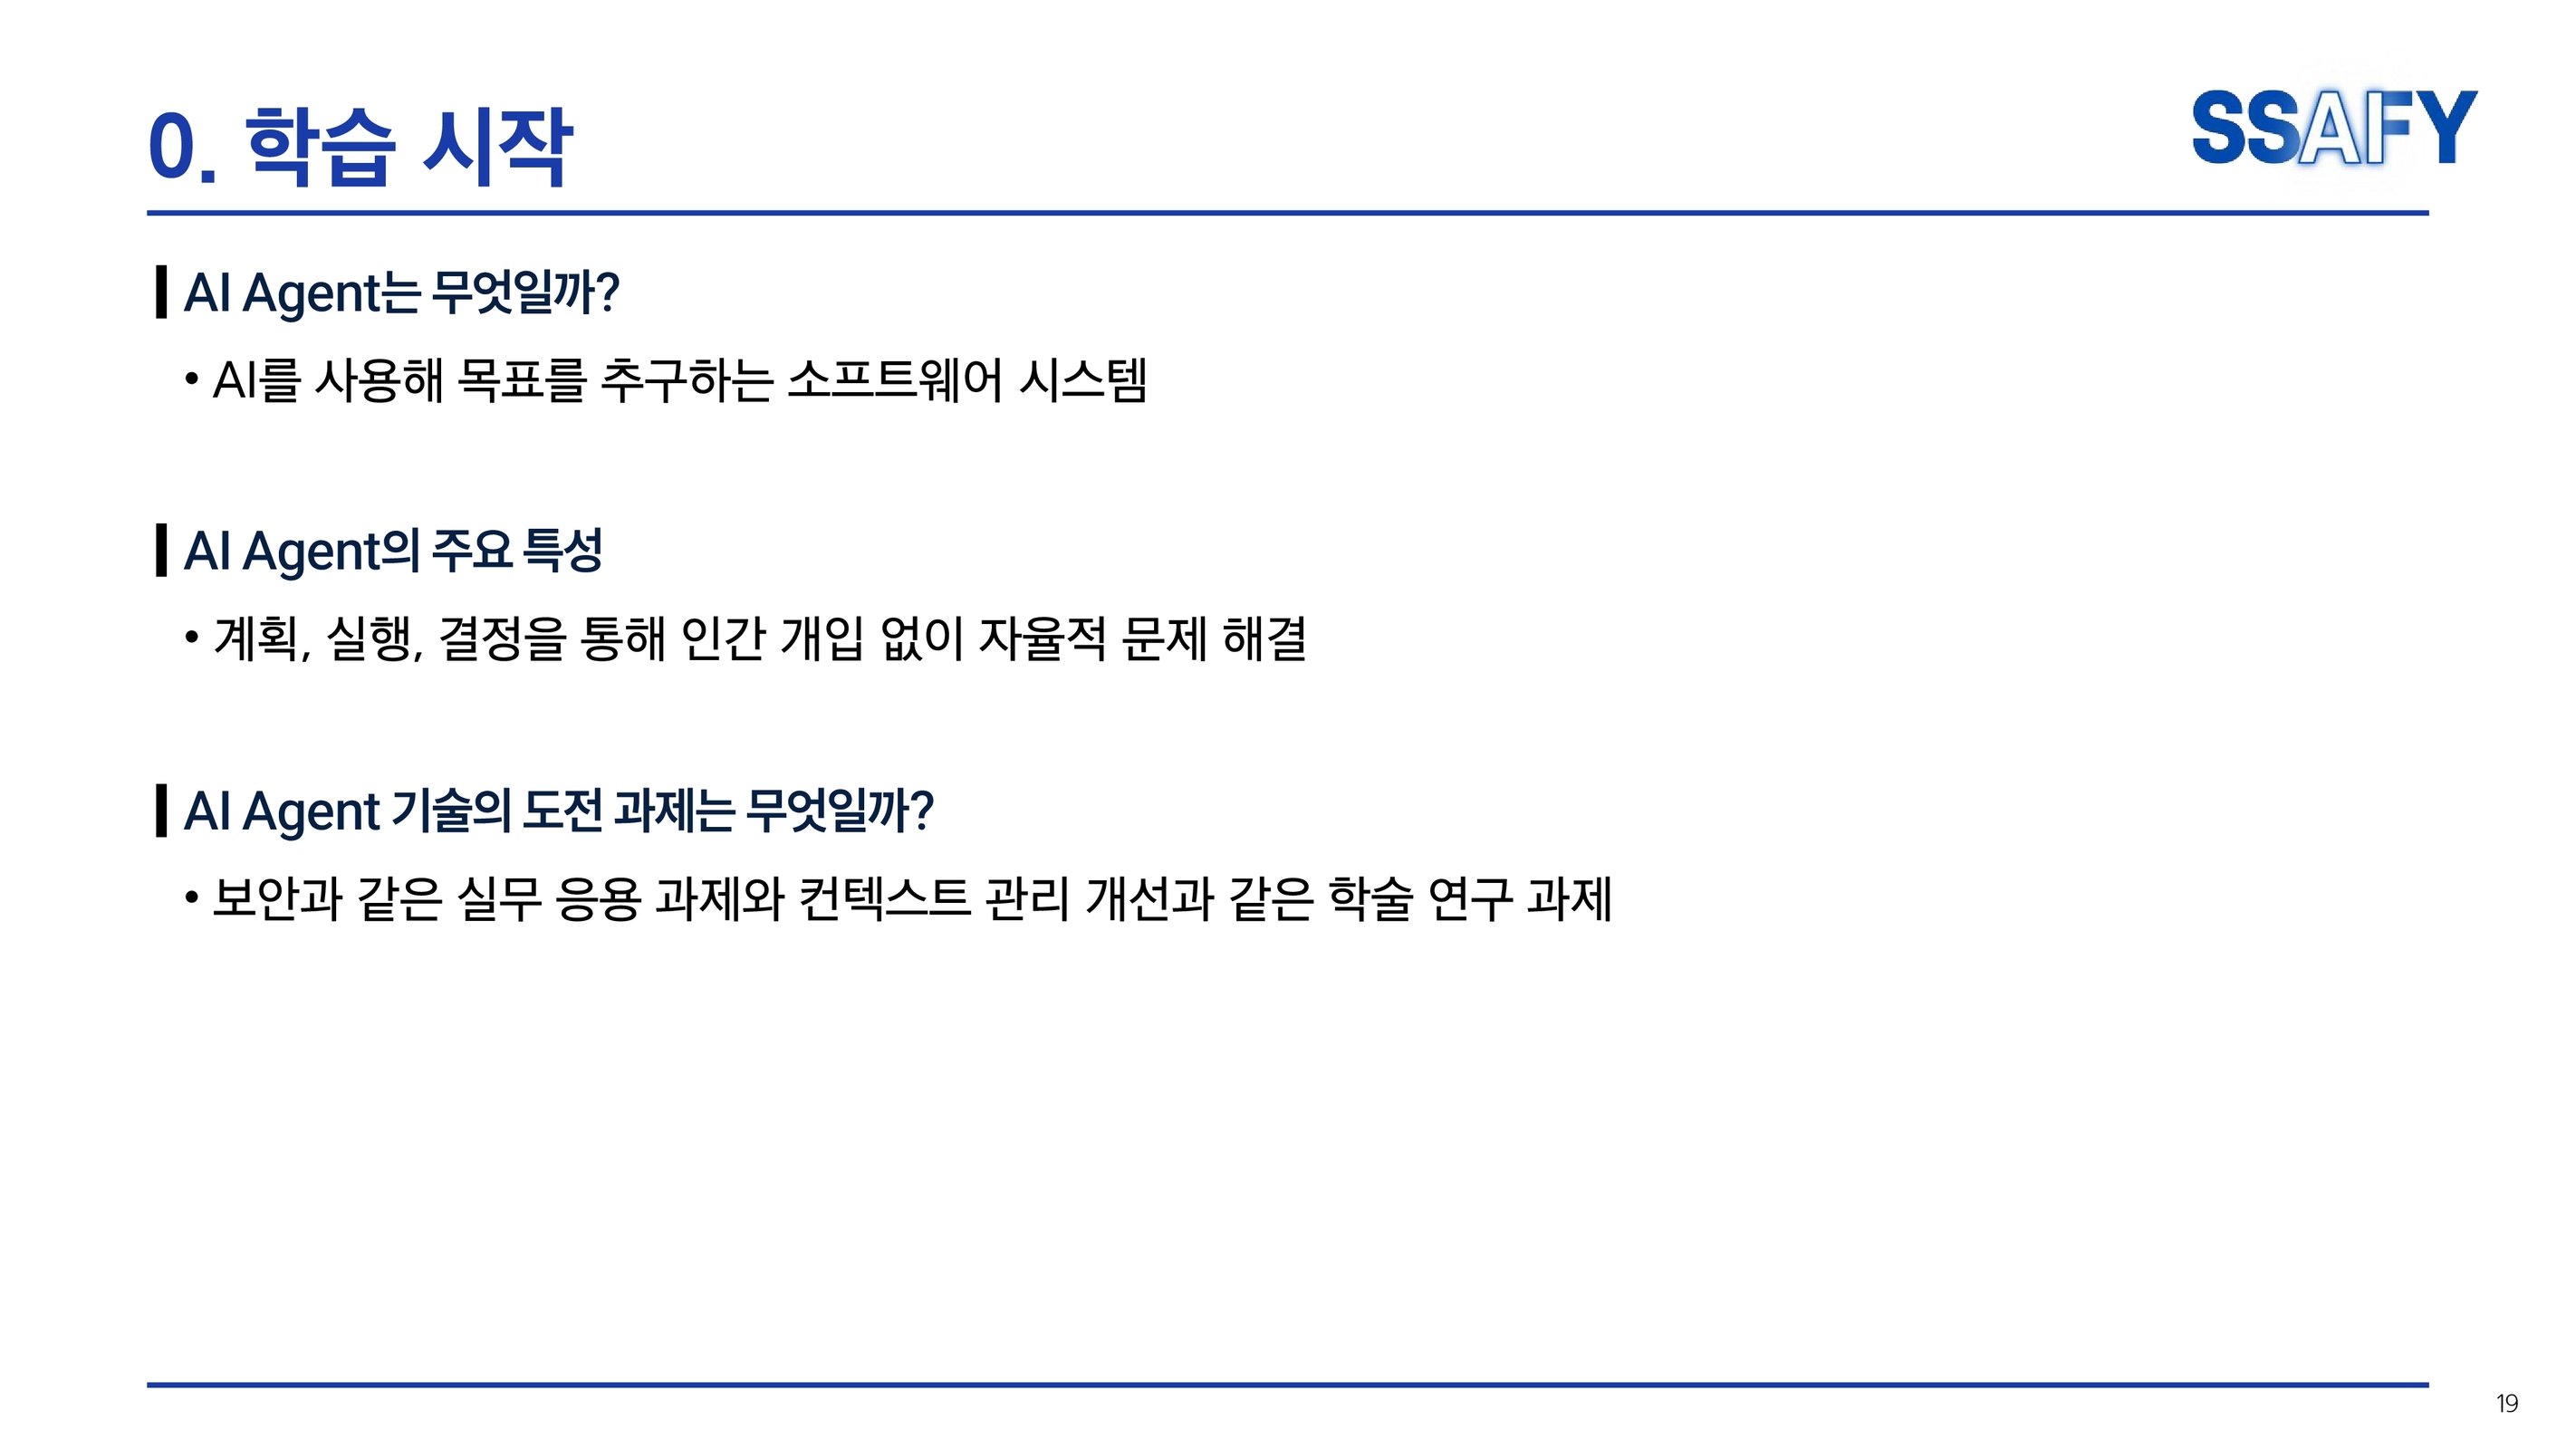 0. 학습 시작
SSAFY
AI Agent는 무엇일까?
• AI를 사용해 목표를 추구하는 소프트웨어 시스템
AI Agent의 주요 특성
• 계획, 실행, 결정을 통해 인간 개입 없이 자율적 문제 해결
AI Agent 기술의 도전 과제는 무엇일까?
• 보안과 같은 실무 응용 과제와 컨텍스트 관리 개선과 같은 학술 연구 과제
19